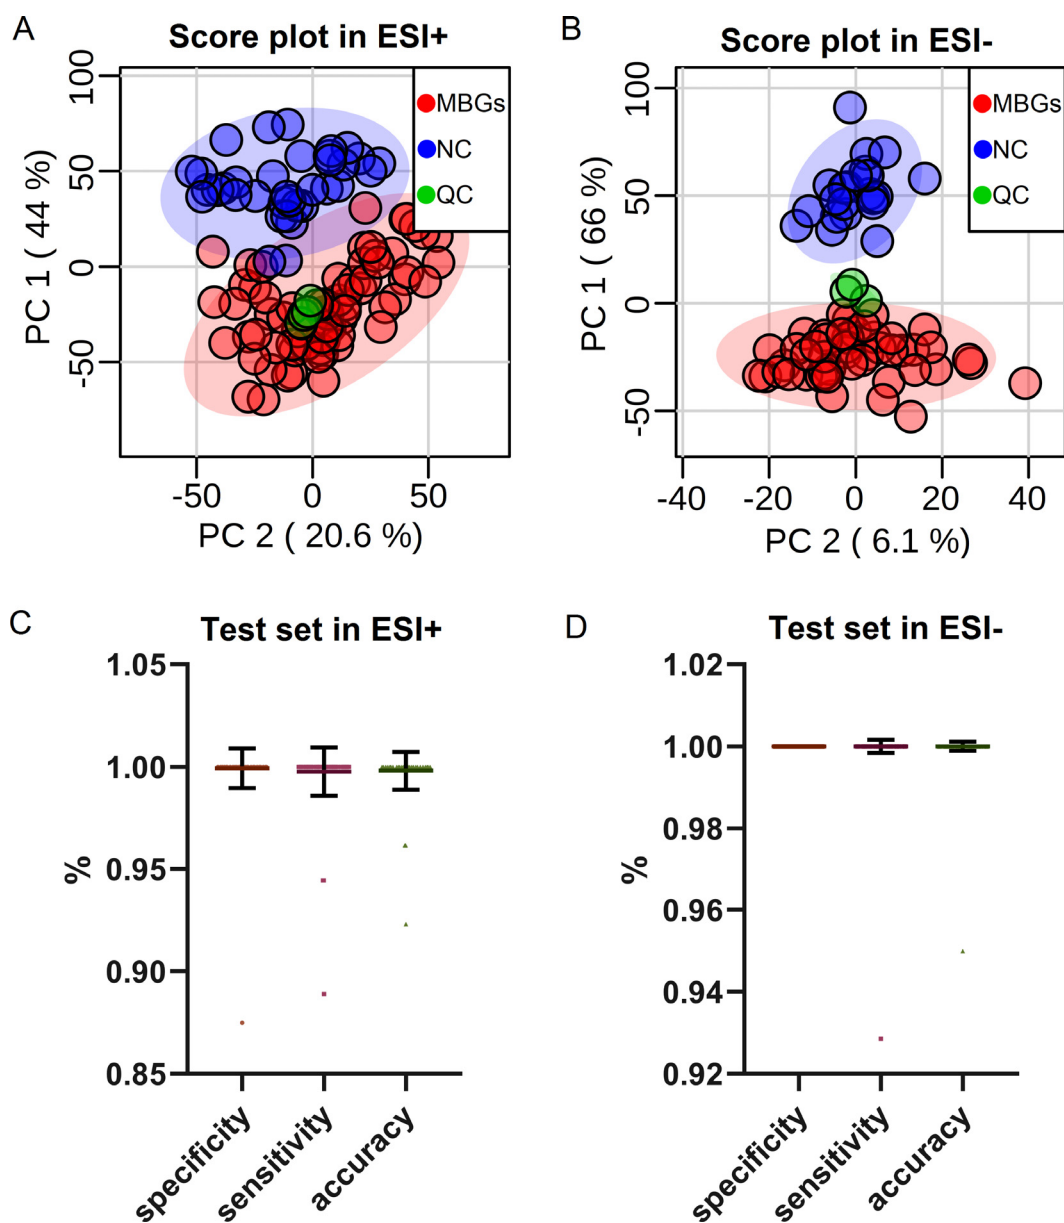 A
Score plot in ESI+
PC 1 ( 44 %)
100
50
0
-50
MBGs
NC
QC
-50 0 50
PC 2 ( 20.6 %)
B
Score plot in ESI-
PC 1 ( 66 %)
100
50
0
-50
MBGs
NC
QC
-40 -20 0 20 40
PC 2 ( 6.1 %)
C
Test set in ESI+
%
1.05
1.00
0.95
0.90
0.85
specificity
sensitivity
accuracy
D
Test set in ESI-
%
1.02
1.00
0.98
0.96
0.94
0.92
specificity
sensitivity
accuracy